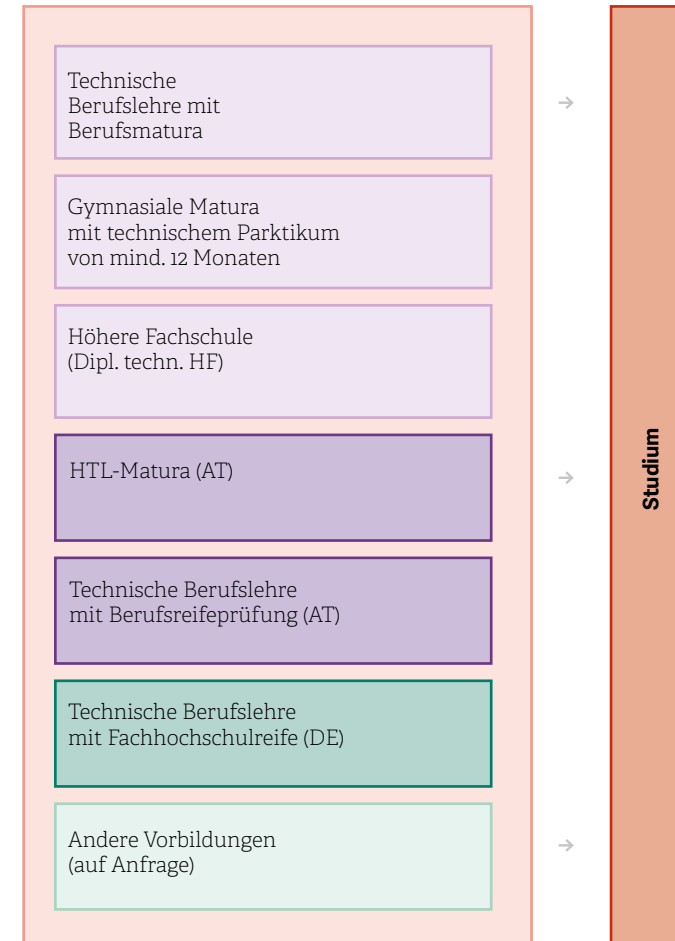 Technische
Berufslehre mit
Berufsmatura
Gymnasiale Matura
mit technischem Parktikum
von mind. 12 Monaten
Höhere Fachschule
(Dipl. techn. HF)
HTL-Matura (AT)
Technische Berufslehre
mit Berufsreifeprüfung (AT)
Technische Berufslehre
mit Fachhochschulreife (DE)
Andere Vorbildungen
(auf Anfrage)
Studium